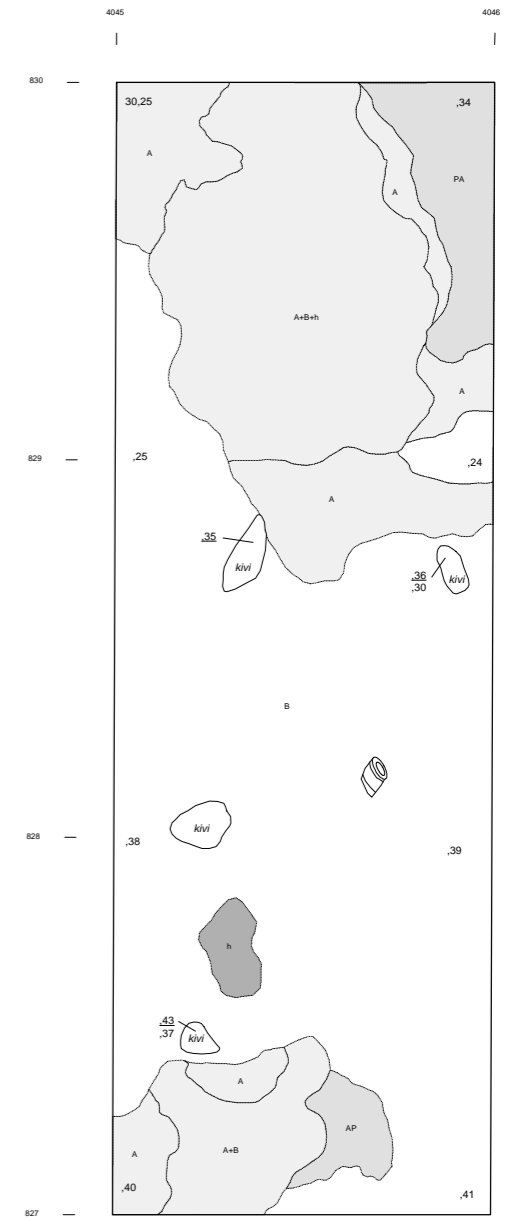 4045
4046
830
30,25
,34
A
PA
A
A+B+h
A
829
,25
,24
A
,35
kivi
,36
,30
kivi
B
kivi
828
,38
,39
h
,43
,37
kivi
A
AP
A
A+B
,40
,41
827